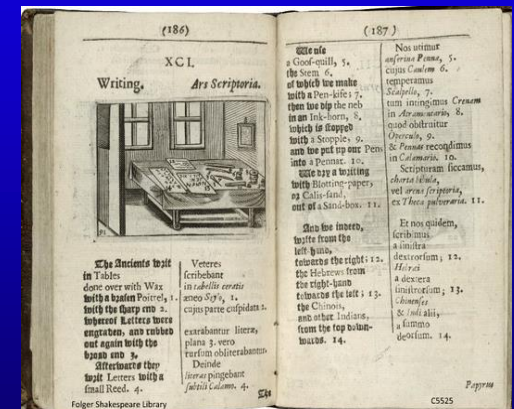 (186)
XCI.
Writing. Ars Scriptoria.
The Ancients writ
in Tables
done over with Wax
with a brasen Poitrel, 1.
with the sharp end 2.
whereof Letters were
engraven, and rubbed
out again with the
broad end 3.
Afterwards they
writ Letters with a
small Reed. 4.
Veteres
scribebant
in tabellis ceratis
æneo Stylo, 1.
cujus parte cuspidata 2.
exarabantur literæ,
plana 3. vero
rursum obliterabantur.
Deinde
literas pingebant
subtili Calamo. 4.
The
(187)
We use
a Goos-quill, 5.
the Stem 6.
of which we make
with a Pen-knife; 7.
then we dip the neb
in an Ink-horn, 8.
which is stopped
with a Stopple, 9.
and we put up our Pens
into a Pennar. 10.
We dry a writing
with Blotting-paper,
or Calis-sand,
out of a Sand-box. 11.
And we indeed,
write from the
left hand,
towards the right; 12.
the Hebrews from
the right-hand
towards the left; 13.
the Chinois,
and other Indians,
from the top down-
wards. 14.
Nos utimur
anserina Penna, 5.
cujus Caulem 6.
temperamus
Scalpello, 7.
tum intingimus Crenam
in Atramentario, 8.
quod obstruitur
Operculo, 9.
& Pennas recondimus
in Calamario. 10.
Scripturam siccamus,
charta bibula,
vel arena scriptoria,
ex Theca pulveraria. 11.
Et nos quidem,
scribimus
a sinistra
dextrorsum; 12.
Hebræi
a dextera
sinistrorsum; 13.
Chinenses
& Indi alii,
a summo
deorsum. 14.
Papyrus
Folger Shakespeare Library
C5525